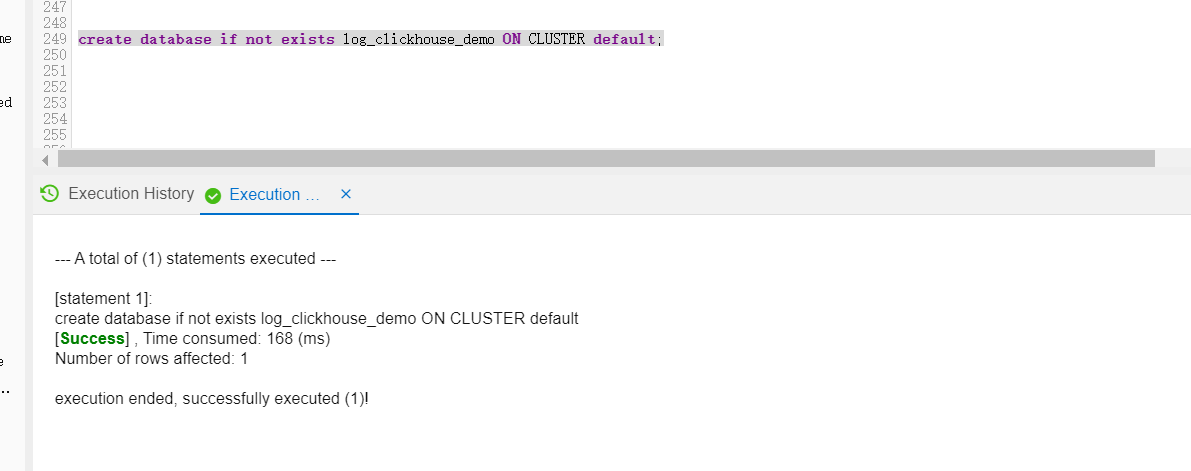 247
248
me
249 create database if not exists log_clickhouse_demo ON CLUSTER default;
250
251
252
ed
253
254
255
Execution History
Execution ...
--- A total of (1) statements executed ---
[statement 1]:
create database if not exists log_clickhouse_demo ON CLUSTER default
[Success] , Time consumed: 168 (ms)
Number of rows affected: 1
e
..
execution ended, successfully executed (1)!